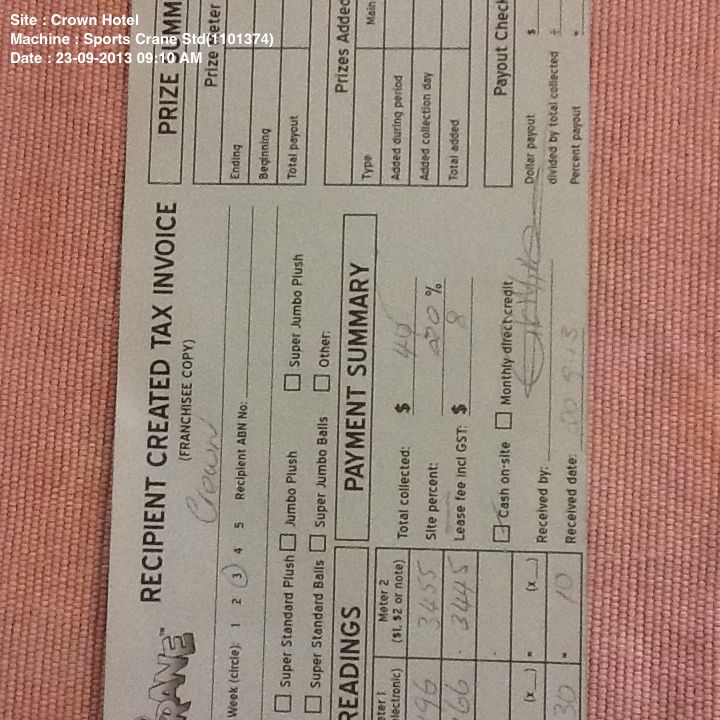 Site : Crown Hotel
Machine : Sports Crane Std(1101374)
Date : 23-09-2013 09:10 AM
RECIPIENT CREATED TAX INVOICE
(FRANCHISEE COPY)
Crown
Week (circle): 1 2 3 4 5 Recipient ABN No:
Super Standard Plush Jumbo Plush Super Jumbo Plush
Super Standard Balls Super Jumbo Balls Other:
READINGS
Meter 2
($1, $2 or note)
3455
3445
(x__)
(x__)
= 10
30
PAYMENT SUMMARY
Total collected: $ 40
Site percent: 20 %
Lease fee incl GST: $ 8
Cash on-site Monthly direct credit
Received by:
Received date:
PRIZE SUMM
Prize
Ending
Beginning
Total payout
Prizes Added
Type Main
Added during period
Added collection day
Total added
Payout Check
Dollar payout $
divided by total collected ÷
Percent payout =